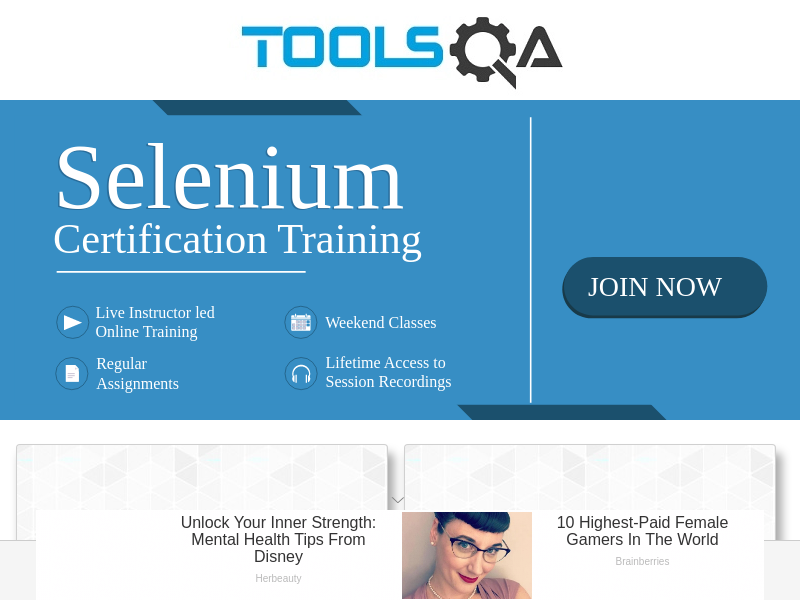 TOOLSQA
Selenium
Certification Training
JOIN NOW
Live Instructor led
Online Training
Weekend Classes
Regular
Assignments
Lifetime Access to
Session Recordings
Unlock Your Inner Strength:
Mental Health Tips From
Disney
Herbeauty
10 Highest-Paid Female
Gamers In The World
Brainberries